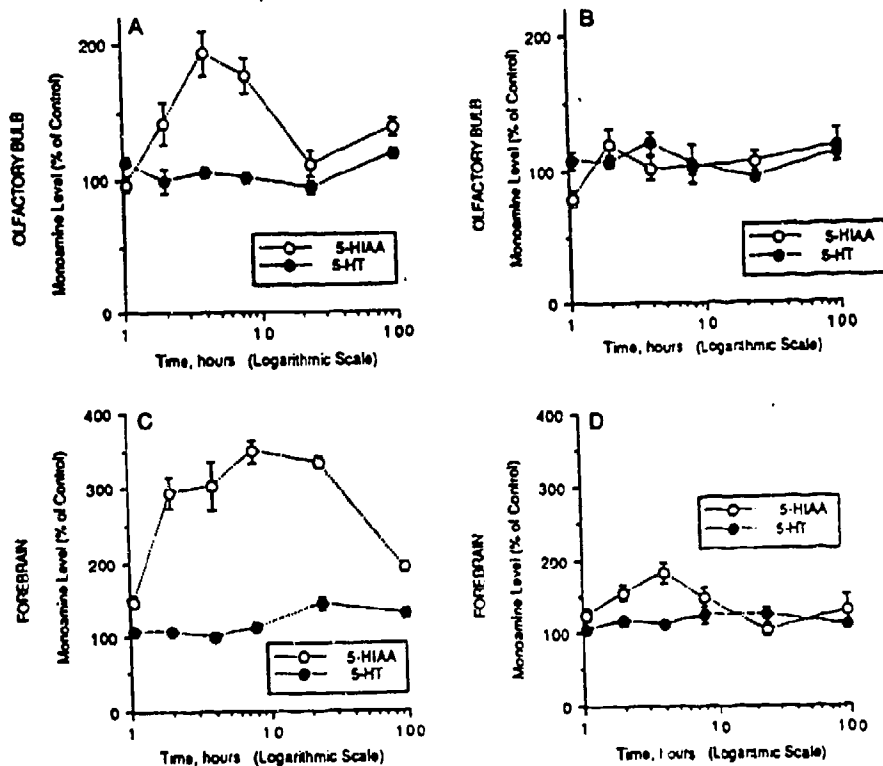 A
OLFACTORY BULB
Monoamine Level (% of Control)
200
100
0
5-HIAA
5-HT
1
10
100
Time, hours (Logarithmic Scale)
B
OLFACTORY BULB
Monoamine Level (% of Control)
200
100
0
5-HIAA
5-HT
1
10
100
Time, hours (Logarithmic Scale)
C
FOREBRAIN
Monoamine Level (% of Control)
400
300
200
100
0
5-HIAA
5-HT
1
10
100
Time, hours (Logarithmic Scale)
D
FOREBRAIN
Monoamine Level (% of Control)
400
300
200
100
0
5-HIAA
5-HT
1
10
100
Time, hours (Logarithmic Scale)